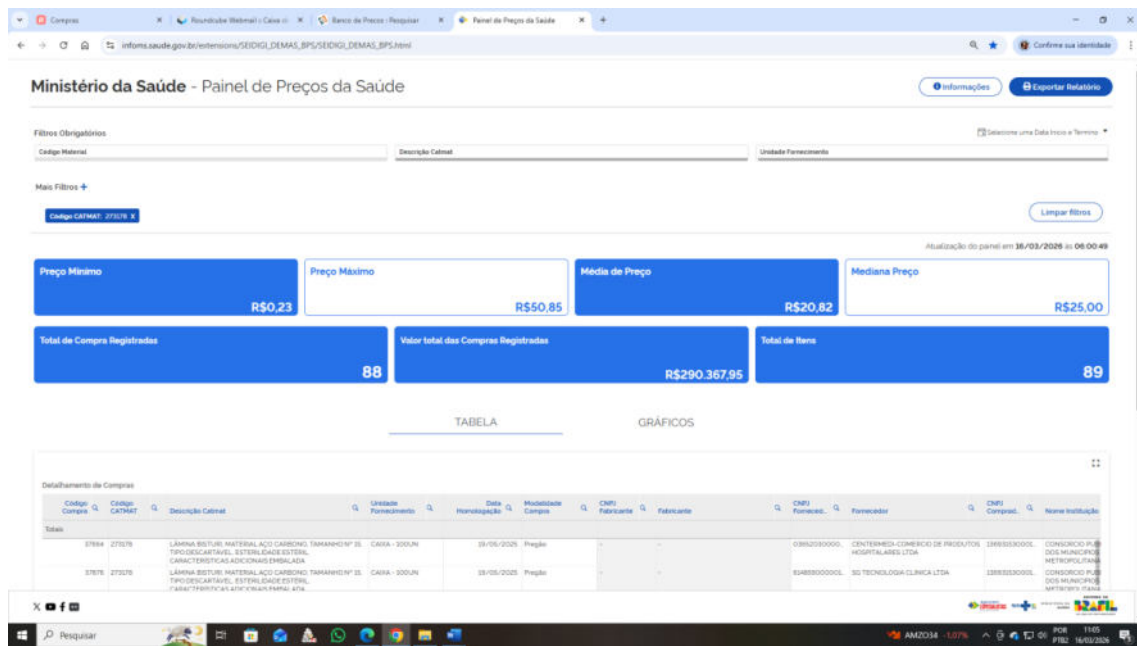 Compras
Roundcube Webmail :: Caixa
Banco de Preços : Pesquisar
Painel de Preços da Saúde
infoms.saude.gov.br/extensions/SEIDIGI_DEMAS_BPS/SEIDIGI_DEMAS_BPS.html
Confirme sua identidade
Ministério da Saúde - Painel de Preços da Saúde
Informações
Exportar Relatório
Filtros Obrigatórios
Selecione uma Data Início e Termino
Código Material
Descrição Catmat
Unidade Fornecimento
Mais Filtros +
Código CATMAT: 273178 X
Limpar filtros
Atualização do painel em 16/03/2026 às 06:00:49
Preço Mínimo
R$0,23
Preço Máximo
R$50,85
Média de Preço
R$20,82
Mediana Preço
R$25,00
Total de Compra Registradas
88
Valor total das Compras Registradas
R$290.367,95
Total de Itens
89
TABELA
GRÁFICOS
Detalhamento de Compras
Código Compra
Código CATMAT
Descrição Catmat
Unidade Fornecimento
Data Homologação
Modalidade Compra
CNPJ Fabricante
Fabricante
CNPJ Forneced..
Fornecedor
CNPJ Comprad..
Nome Instituição
Totais
273178
LÂMINA BISTURI, MATERIAL AÇO CARBONO, TAMANHO Nº 15,
TIPO DESCARTÁVEL, ESTERILIDADE ESTÉRIL,
CARACTERÍSTICAS ADICIONAIS EMBALADA
CAIXA - 100UN
19/05/2025
Pregão
-
-
CENTERMEDI-COMERCIO DE PRODUTOS
HOSPITALARES LTDA
CONSORCIO PUB
DOS MUNICIPIOS
METROPOLITANA
273178
LÂMINA BISTURI, MATERIAL AÇO CARBONO, TAMANHO Nº 15,
TIPO DESCARTÁVEL, ESTERILIDADE ESTÉRIL,
CARACTERÍSTICAS ADICIONAIS EMBALADA
CAIXA - 100UN
19/05/2025
Pregão
-
-
SG TECNOLOGIA CLINICA LTDA
CONSORCIO PUB
DOS MUNICIPIOS
METROPOLITANA
BRASIL
Pesquisar
AMZO34 -1,07%
POR
PTB2
11:05
16/03/2026